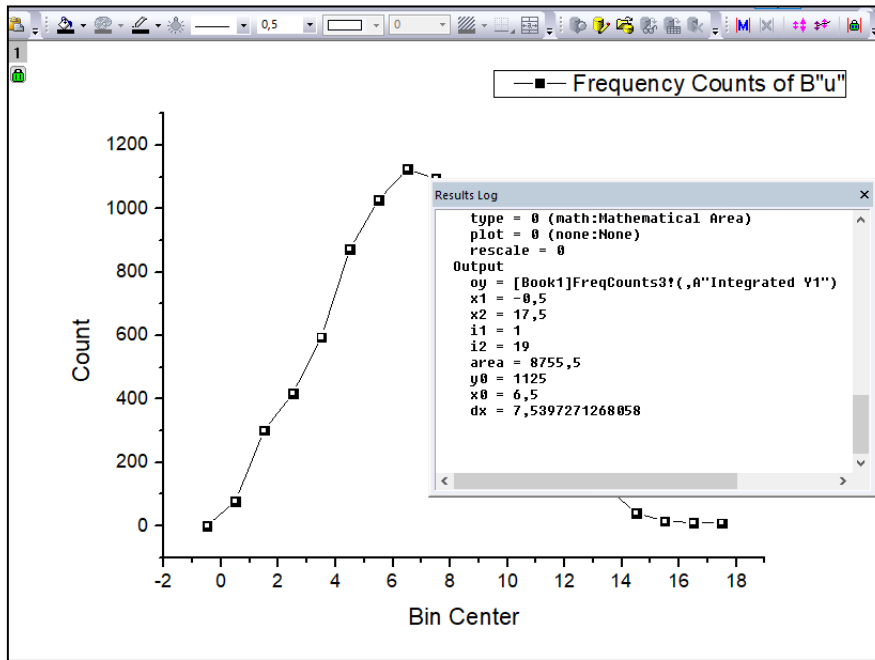 0,5
0
M
1
Frequency Counts of B"u"
1200
1000
800
600
400
200
0
Count
-2
0
2
4
6
8
10
12
14
16
18
Bin Center
Results Log
type = 0 (math:Mathematical Area)
plot = 0 (none:None)
rescale = 0
Output
oy = [Book1]FreqCounts3!(,A"Integrated Y1")
x1 = -0,5
x2 = 17,5
i1 = 1
i2 = 19
area = 8755,5
y0 = 1125
x0 = 6,5
dx = 7,5397271268058